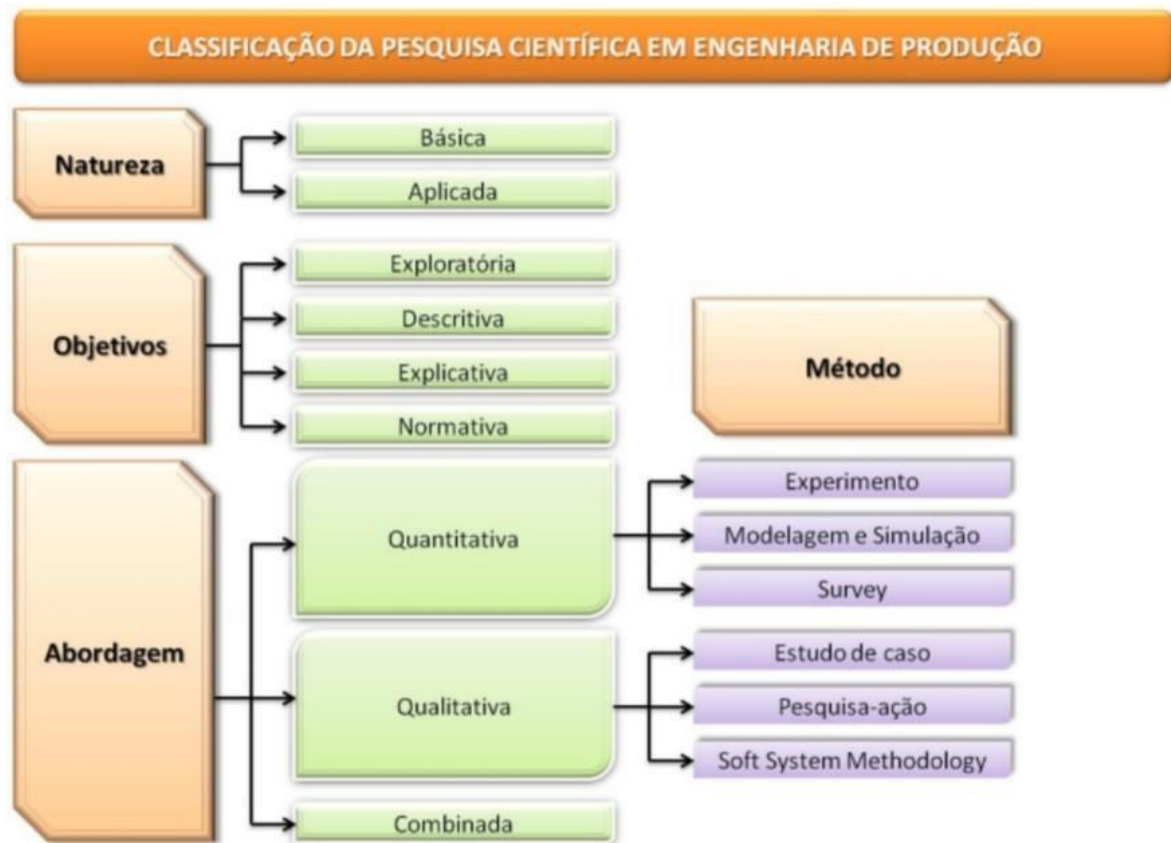 CLASSIFICAÇÃO DA PESQUISA CIENTÍFICA EM ENGENHARIA DE PRODUÇÃO
Natureza
Básica
Aplicada
Objetivos
Exploratória
Descritiva
Explicativa
Normativa
Método
Abordagem
Quantitativa
Experimento
Modelagem e Simulação
Survey
Qualitativa
Estudo de caso
Pesquisa-ação
Soft System Methodology
Combinada